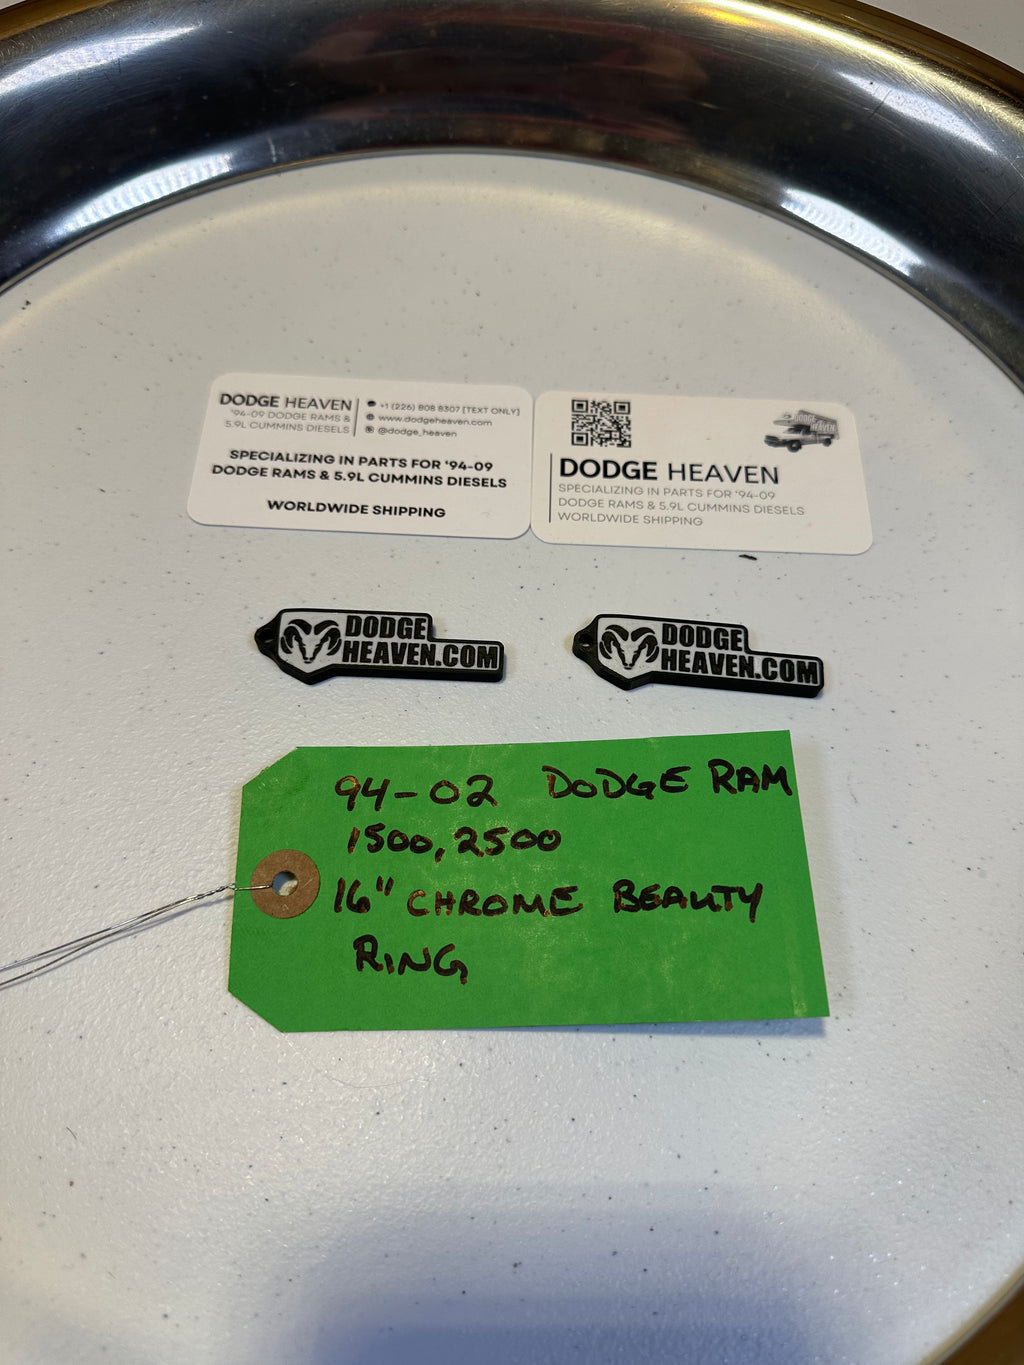 DODGE HEAVEN
'94-09 DODGE RAMS &
5.9L CUMMINS DIESELS
+1 (226) 808 8307 [TEXT ONLY]
www.dodgeheaven.com
@dodge_heaven
SPECIALIZING IN PARTS FOR '94-09
DODGE RAMS & 5.9L CUMMINS DIESELS
WORLDWIDE SHIPPING
DODGE
HEAVEN
DODGE HEAVEN
SPECIALIZING IN PARTS FOR '94-09
DODGE RAMS & 5.9L CUMMINS DIESELS
WORLDWIDE SHIPPING
DODGE
HEAVEN.COM
DODGE
HEAVEN.COM
94-02 DODGE RAM
1500, 2500
16" CHROME BEAUTY
RING